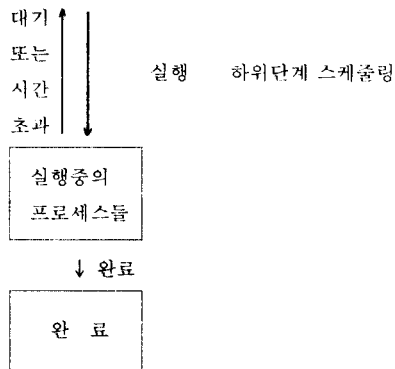 대기
또는
시간
초과
실행 하위단계 스케줄링
실행중의
프로세스들
↓ 완료
완 료